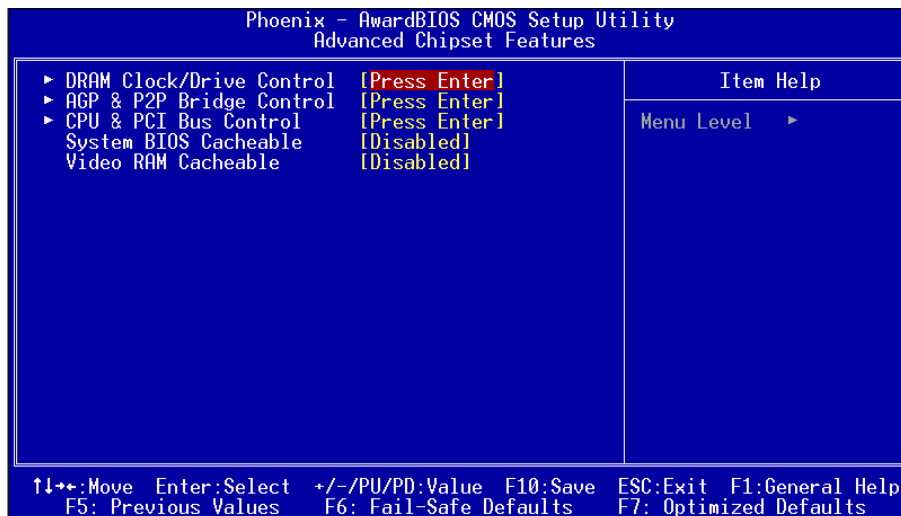 Phoenix - AwardBIOS CMOS Setup Utility
Advanced Chipset Features
► DRAM Clock/Drive Control [Press Enter]
► AGP & P2P Bridge Control [Press Enter]
► CPU & PCI Bus Control [Press Enter]
System BIOS Cacheable [Disabled]
Video RAM Cacheable [Disabled]
Item Help
Menu Level ►
↑↓→←:Move Enter:Select +/-/PU/PD:Value F10:Save ESC:Exit F1:General Help
F5: Previous Values F6: Fail-Safe Defaults F7: Optimized Defaults